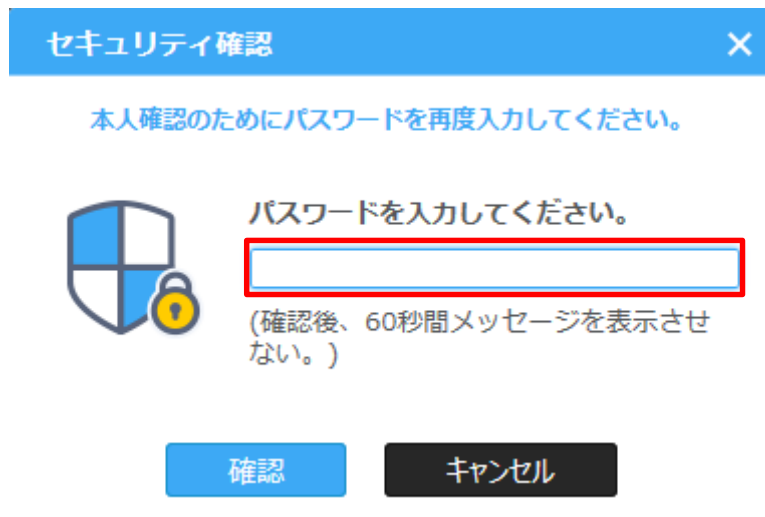 セキュリティ確認
本人確認のためにパスワードを再度入力してください。
パスワードを入力してください。
(確認後、60秒間メッセージを表示させ
ない。)
確認
キャンセル